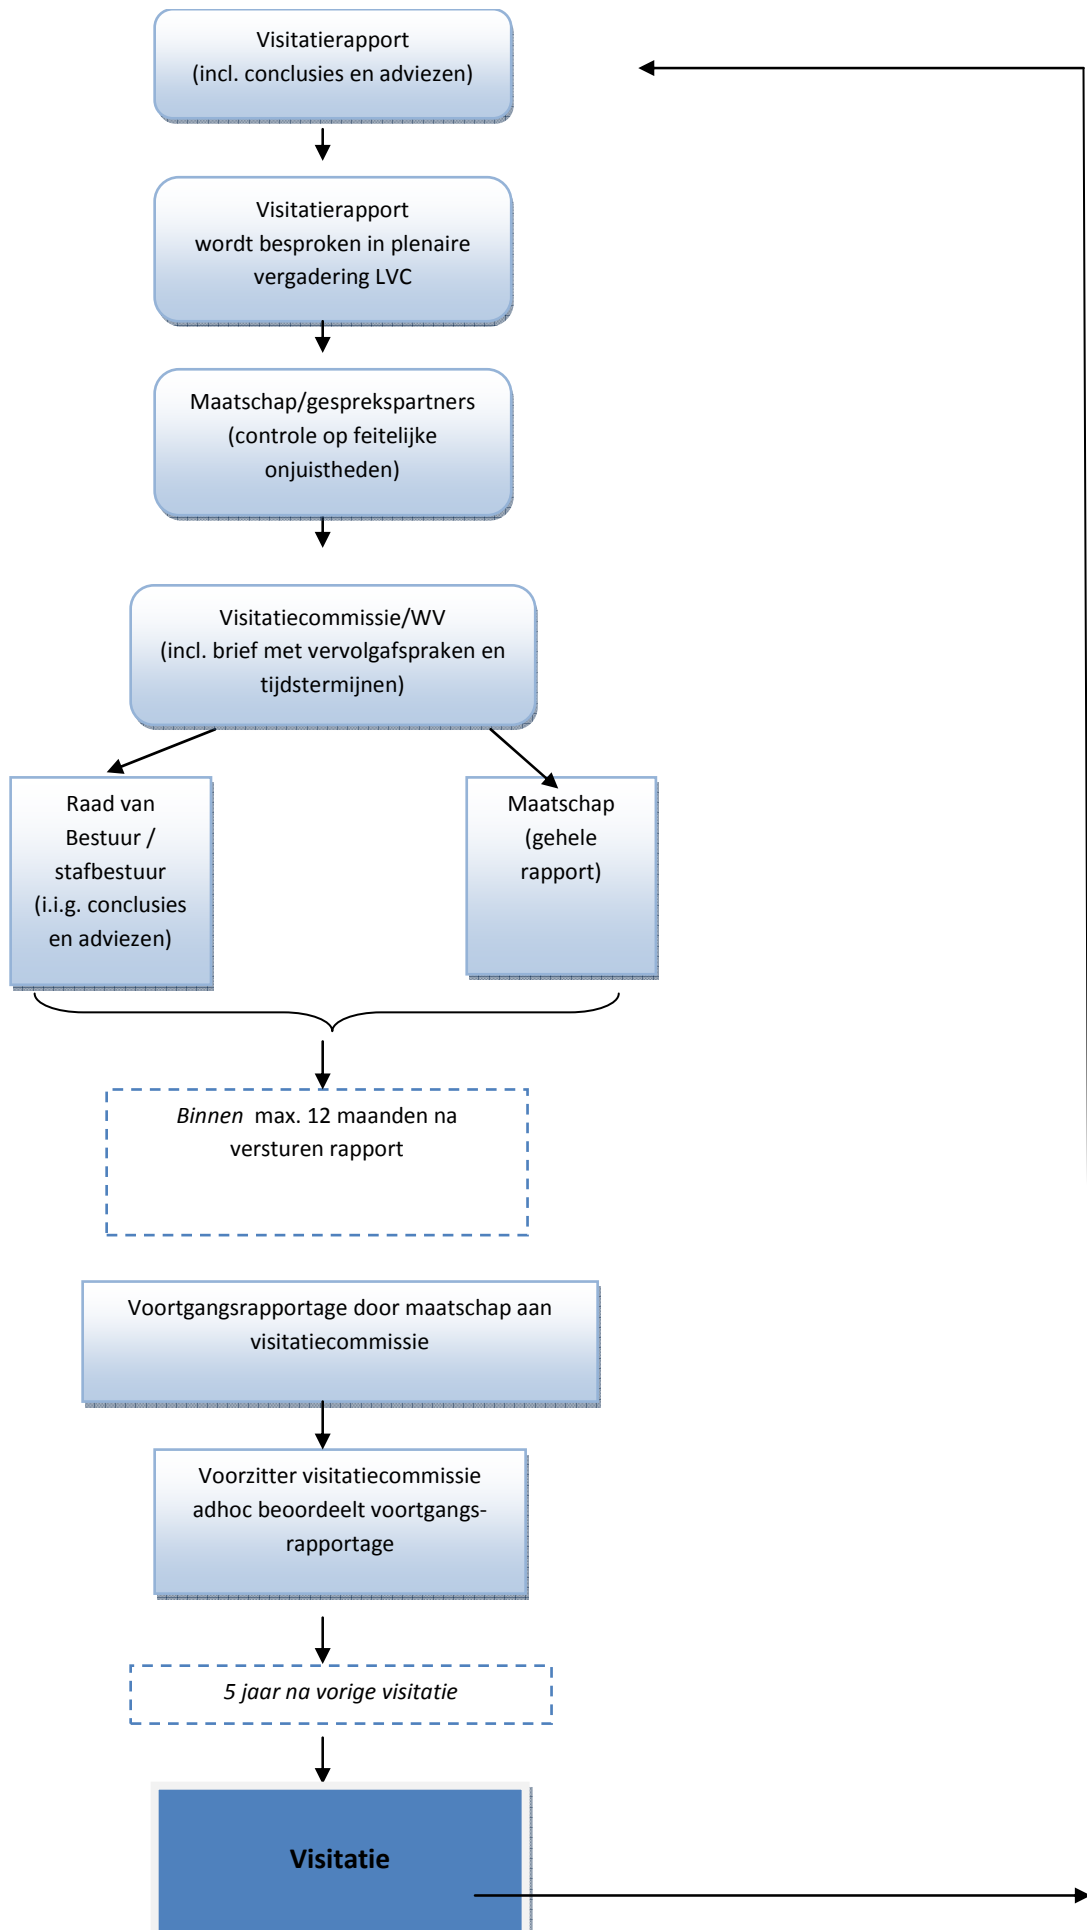 Visitatierapport
(incl. conclusies en adviezen)
Visitatierapport
wordt besproken in plenaire
vergadering LVC
Maatschap/gesprekspartners
(controle op feitelijke
onjuistheden)
Visitatiecommissie/WV
(incl. brief met vervolgafspraken en
tijdstermijnen)
Raad van
Bestuur /
stafbestuur
(i.i.g. conclusies
en adviezen)
Maatschap
(gehele
rapport)
Binnen  max. 12 maanden na
versturen rapport
Voortgangsrapportage door maatschap aan
visitatiecommissie
Voorzitter visitatiecommissie
adhoc beoordeelt voortgangs-
rapportage
5 jaar na vorige visitatie
Visitatie